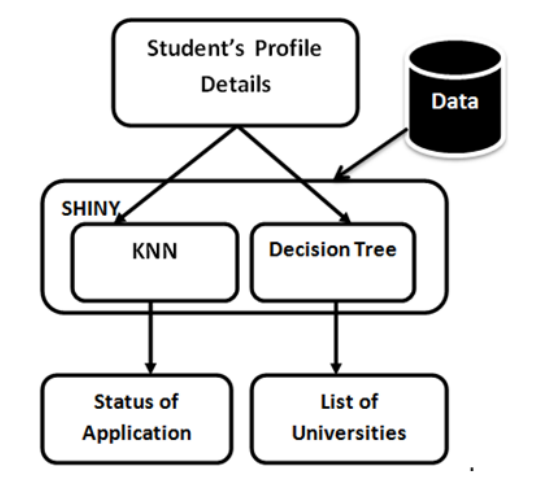 Student's Profile
Details
Data
SHINY
KNN
Decision Tree
Status of
Application
List of
Universities
.